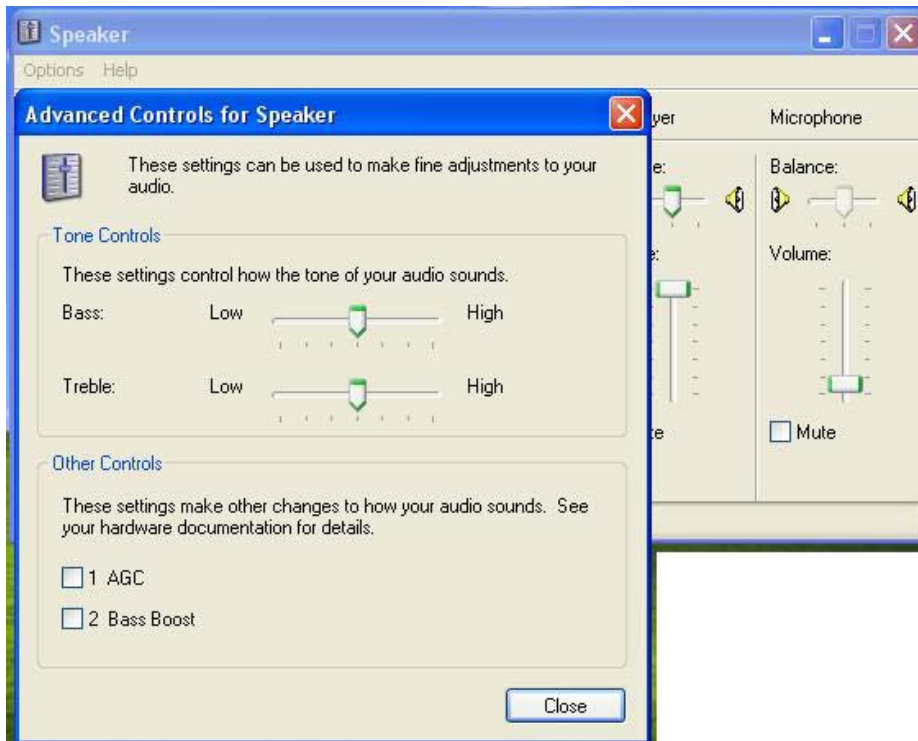 Speaker
Options Help
Advanced Controls for Speaker
yer
Microphone
These settings can be used to make fine adjustments to your
audio.
e:
Balance:
Tone Controls
These settings control how the tone of your audio sounds.
e:
Volume:
Bass: Low High
Treble: Low High
te
Mute
Other Controls
These settings make other changes to how your audio sounds. See
your hardware documentation for details.
1 AGC
2 Bass Boost
Close